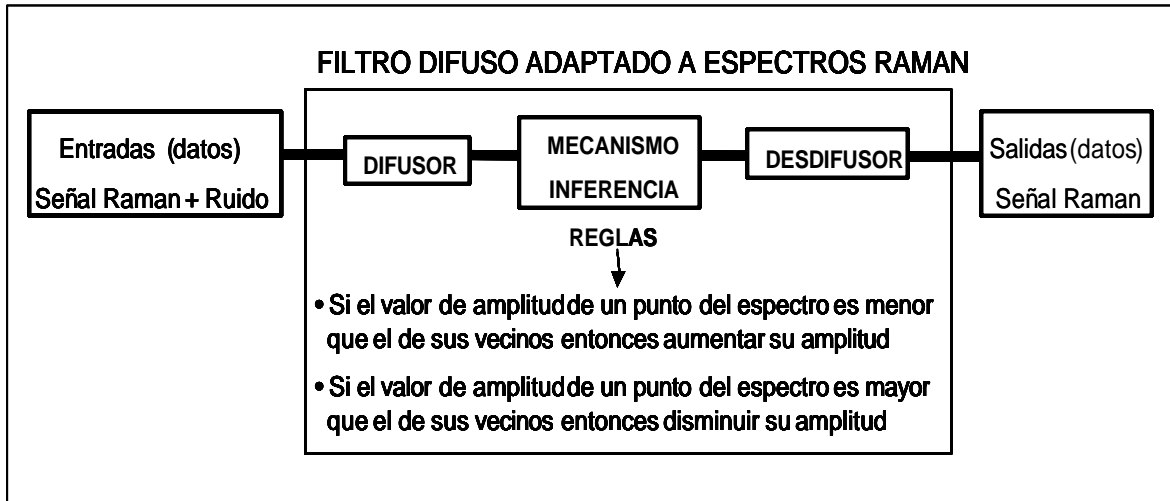 FILTRO DIFUSO ADAPTADO A ESPECTROS RAMAN
Entradas (datos)
Señal Raman + Ruido
DIFUSOR
MECANISMO
INFERENCIA
DESDIFUSOR
Salidas (datos)
Señal Raman
REGLAS
• Si el valor de amplitud de un punto del espectro es menor
que el de sus vecinos entonces aumentar su amplitud
• Si el valor de amplitud de un punto del espectro es mayor
que el de sus vecinos entonces disminuir su amplitud